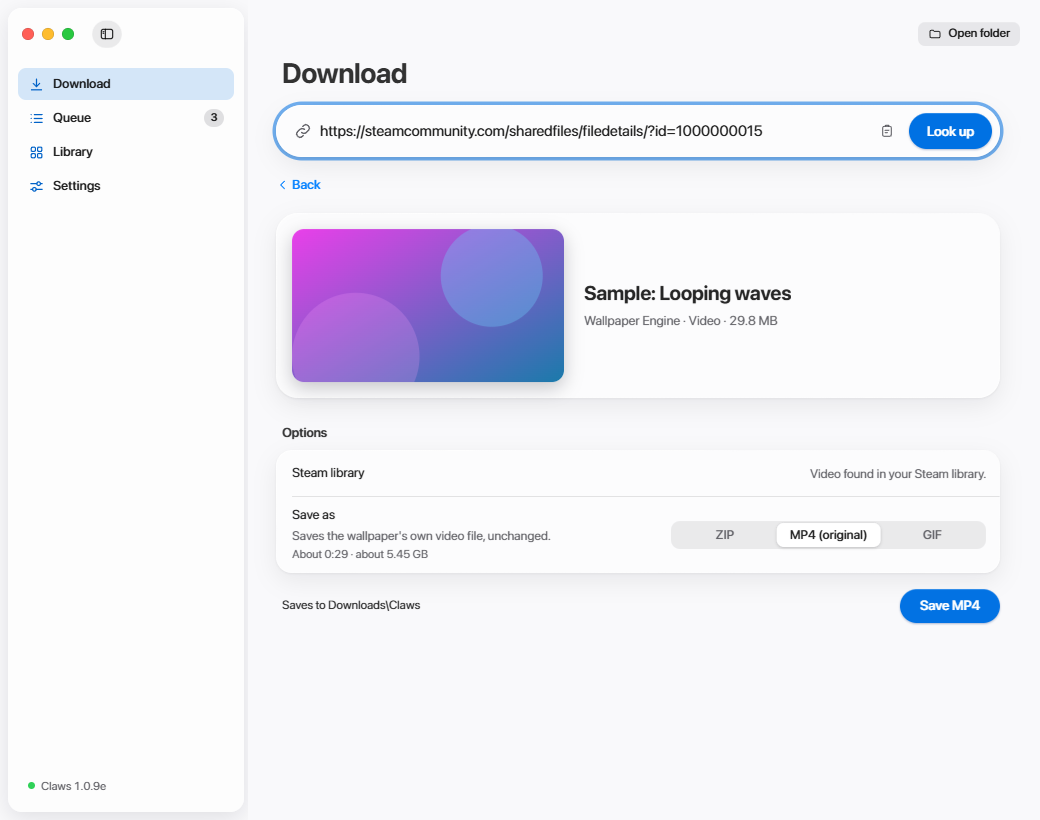 Open folder
Download
Queue
3
Library
Settings
Download
https://steamcommunity.com/sharedfiles/filedetails/?id=1000000015
Look up
Back
Sample: Looping waves
Wallpaper Engine · Video · 29.8 MB
Options
Steam library
Video found in your Steam library.
Save as
Saves the wallpaper's own video file, unchanged.
About 0:29 · about 5.45 GB
ZIP
MP4 (original)
GIF
Saves to Downloads\Claws
Save MP4
Claws 1.0.9e